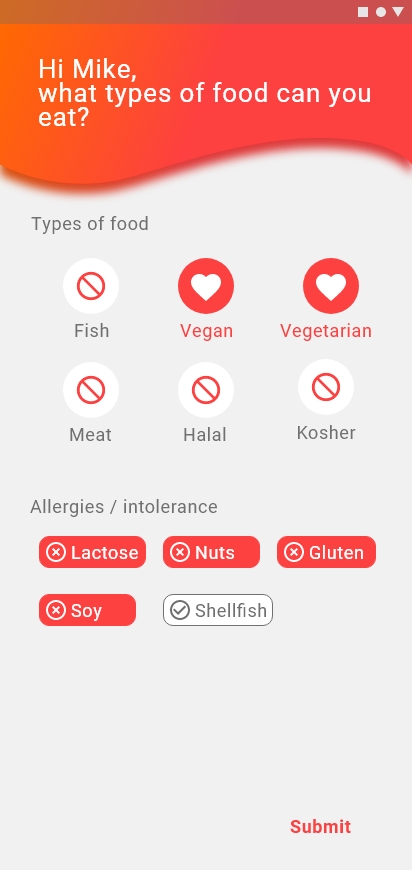 Hi Mike,
what types of food can you
eat?
Types of food
Fish
Vegan
Vegetarian
Meat
Halal
Kosher
Allergies / intolerance
Lactose
Nuts
Gluten
Soy
Shellfish
Submit